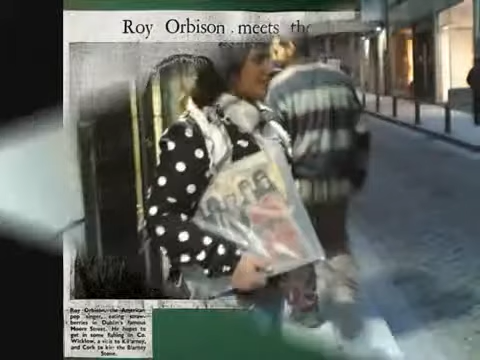 Roy Orbison meets the
Roy Orbison, the American
pop singer, eating straw-
berries in Dublin's famous
Moore Street. He hopes to
get in some fishing in Co.
Wicklow, a visit to Killarney,
and Cork to kiss the Blarney
Stone.